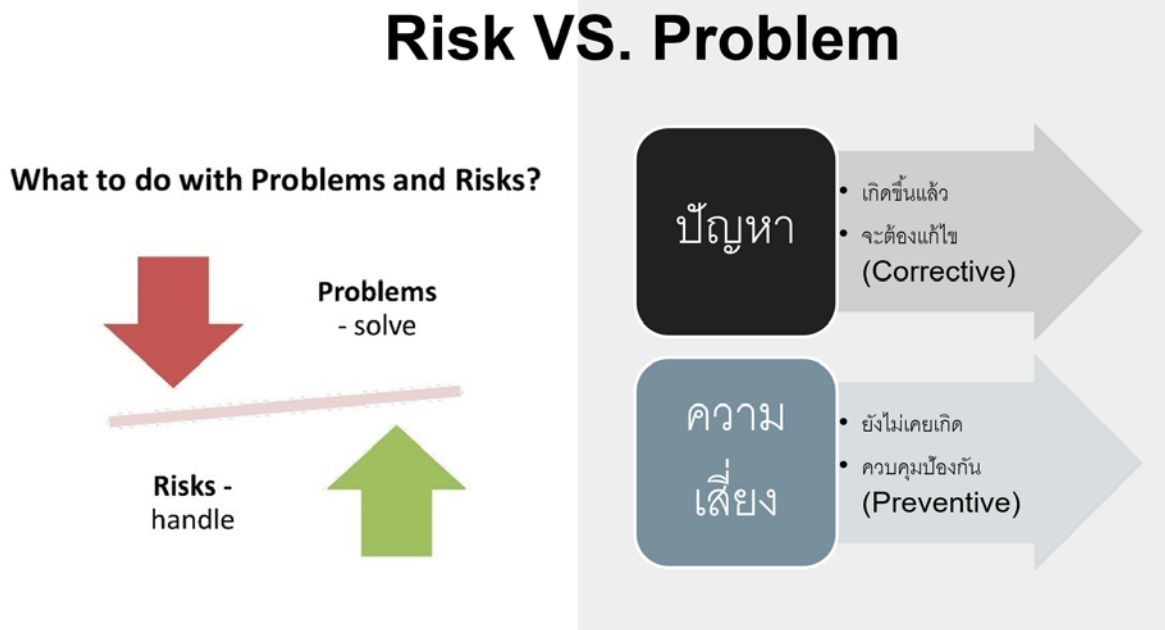 Risk VS. Problem
What to do with Problems and Risks?
Problems
- solve
Risks -
handle
ปัญหา
• เกิดขึ้นแล้ว
• จะต้องแก้ไข
(Corrective)
ความ
เสี่ยง
• ยังไม่เคยเกิด
• ควบคุมป้องกัน
(Preventive)